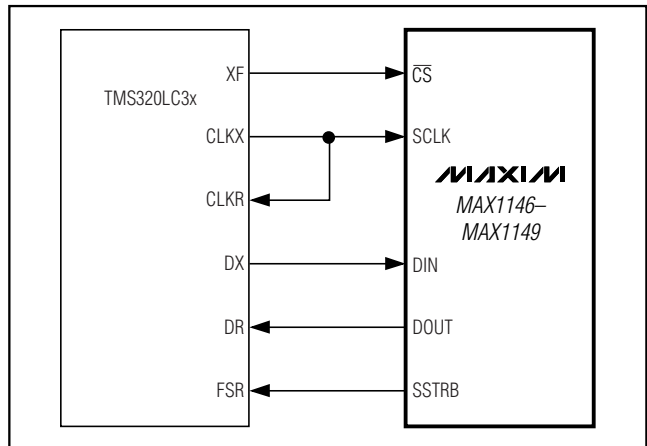 XF
CS
TMS320LC3x
CLKX
SCLK
MAXIM
CLKR
MAX1146–
MAX1149
DX
DIN
DR
DOUT
FSR
SSTRB